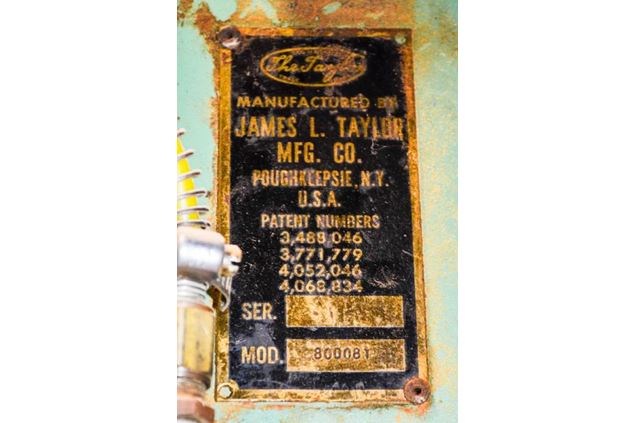 The Taylor
MANUFACTURED BY
JAMES L. TAYLOR
MFG. CO.
POUGHKEEPSIE, N.Y.
U.S.A.
PATENT NUMBERS
3,488,046
3,771,779
4,052,046
4,068,834
SER.
MOD. 800081